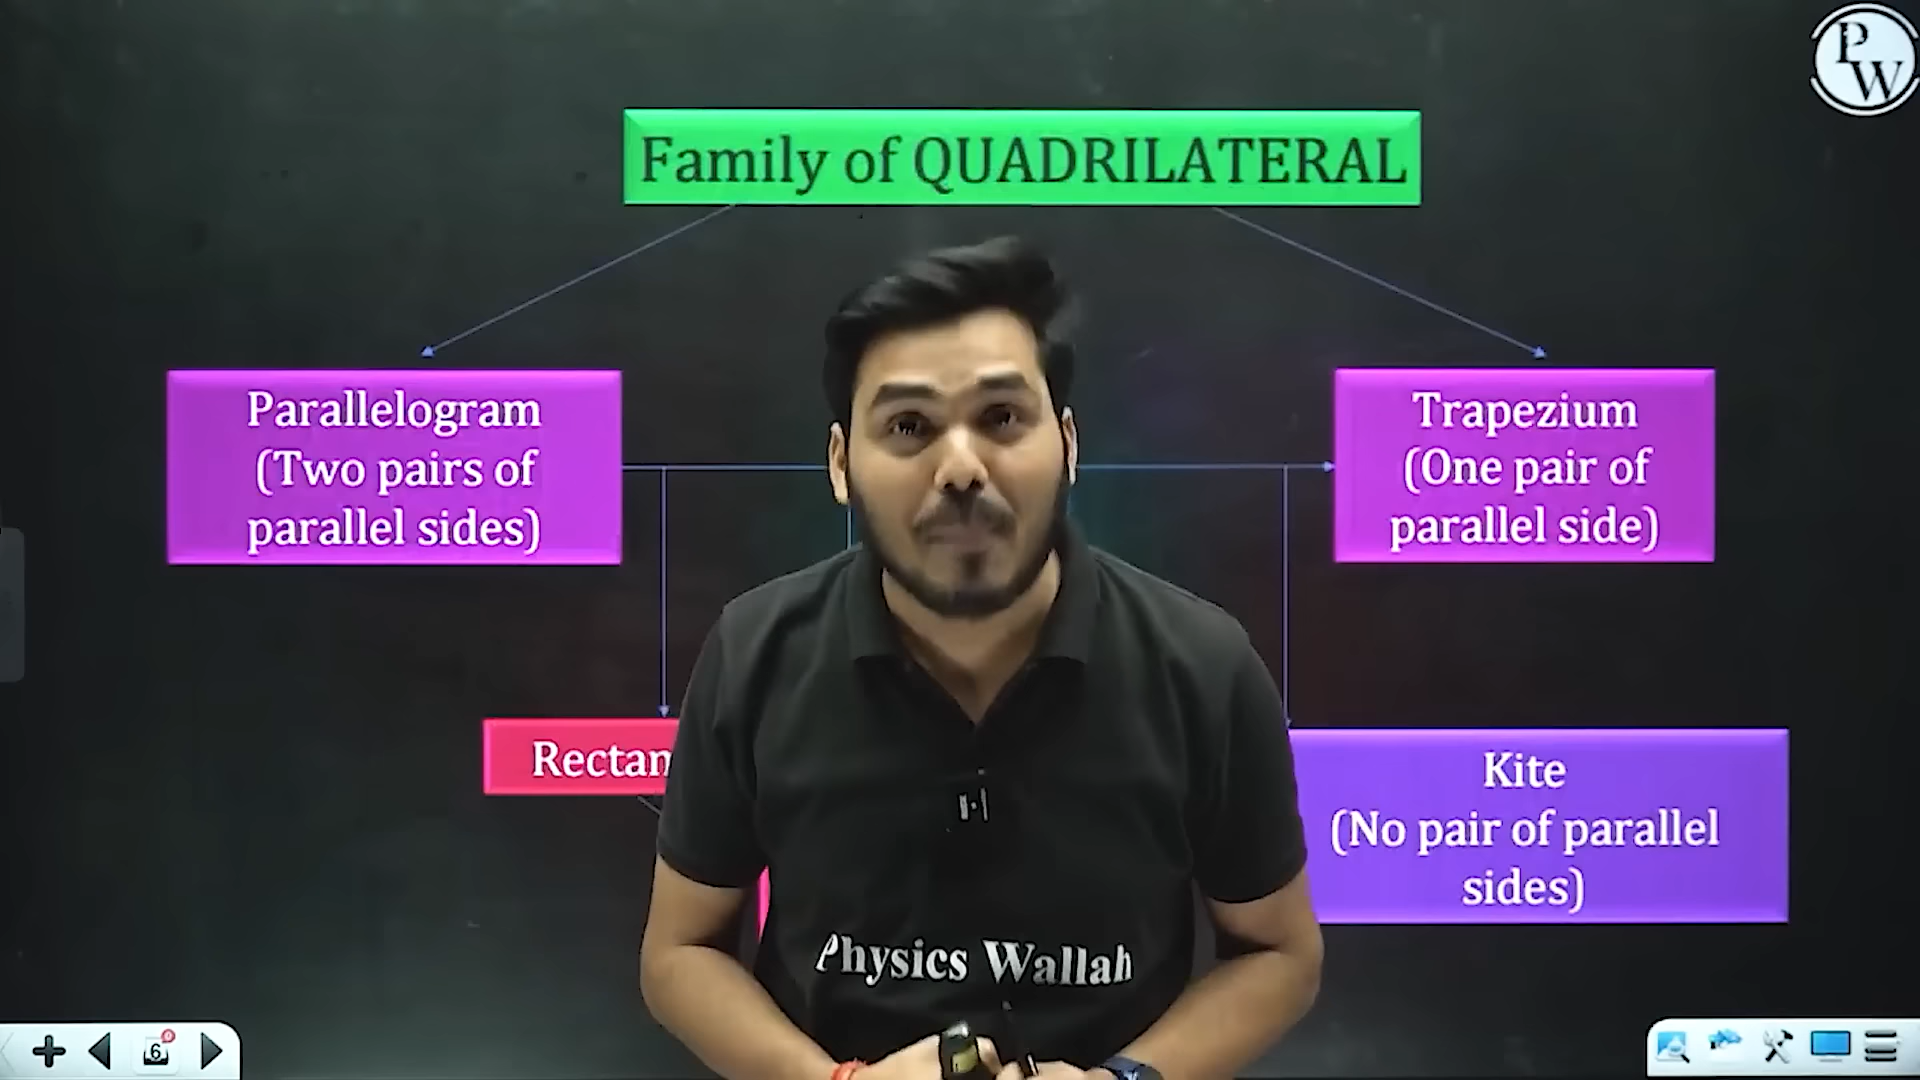 P
W
Family of QUADRILATERAL
Parallelogram
(Two pairs of
parallel sides)
Trapezium
(One pair of
parallel side)
Rectan
Kite
(No pair of parallel
sides)
Physics Wallah
6